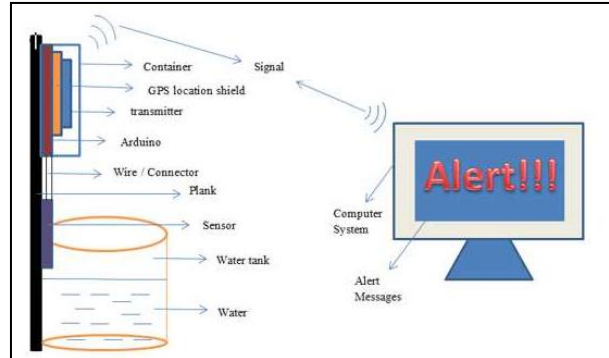 Container
Signal
GPS location shield
transmitter
Arduino
Wire / Connector
Plank
Sensor
Water tank
Water
Alert!!!
Computer
System
Alert
Messages